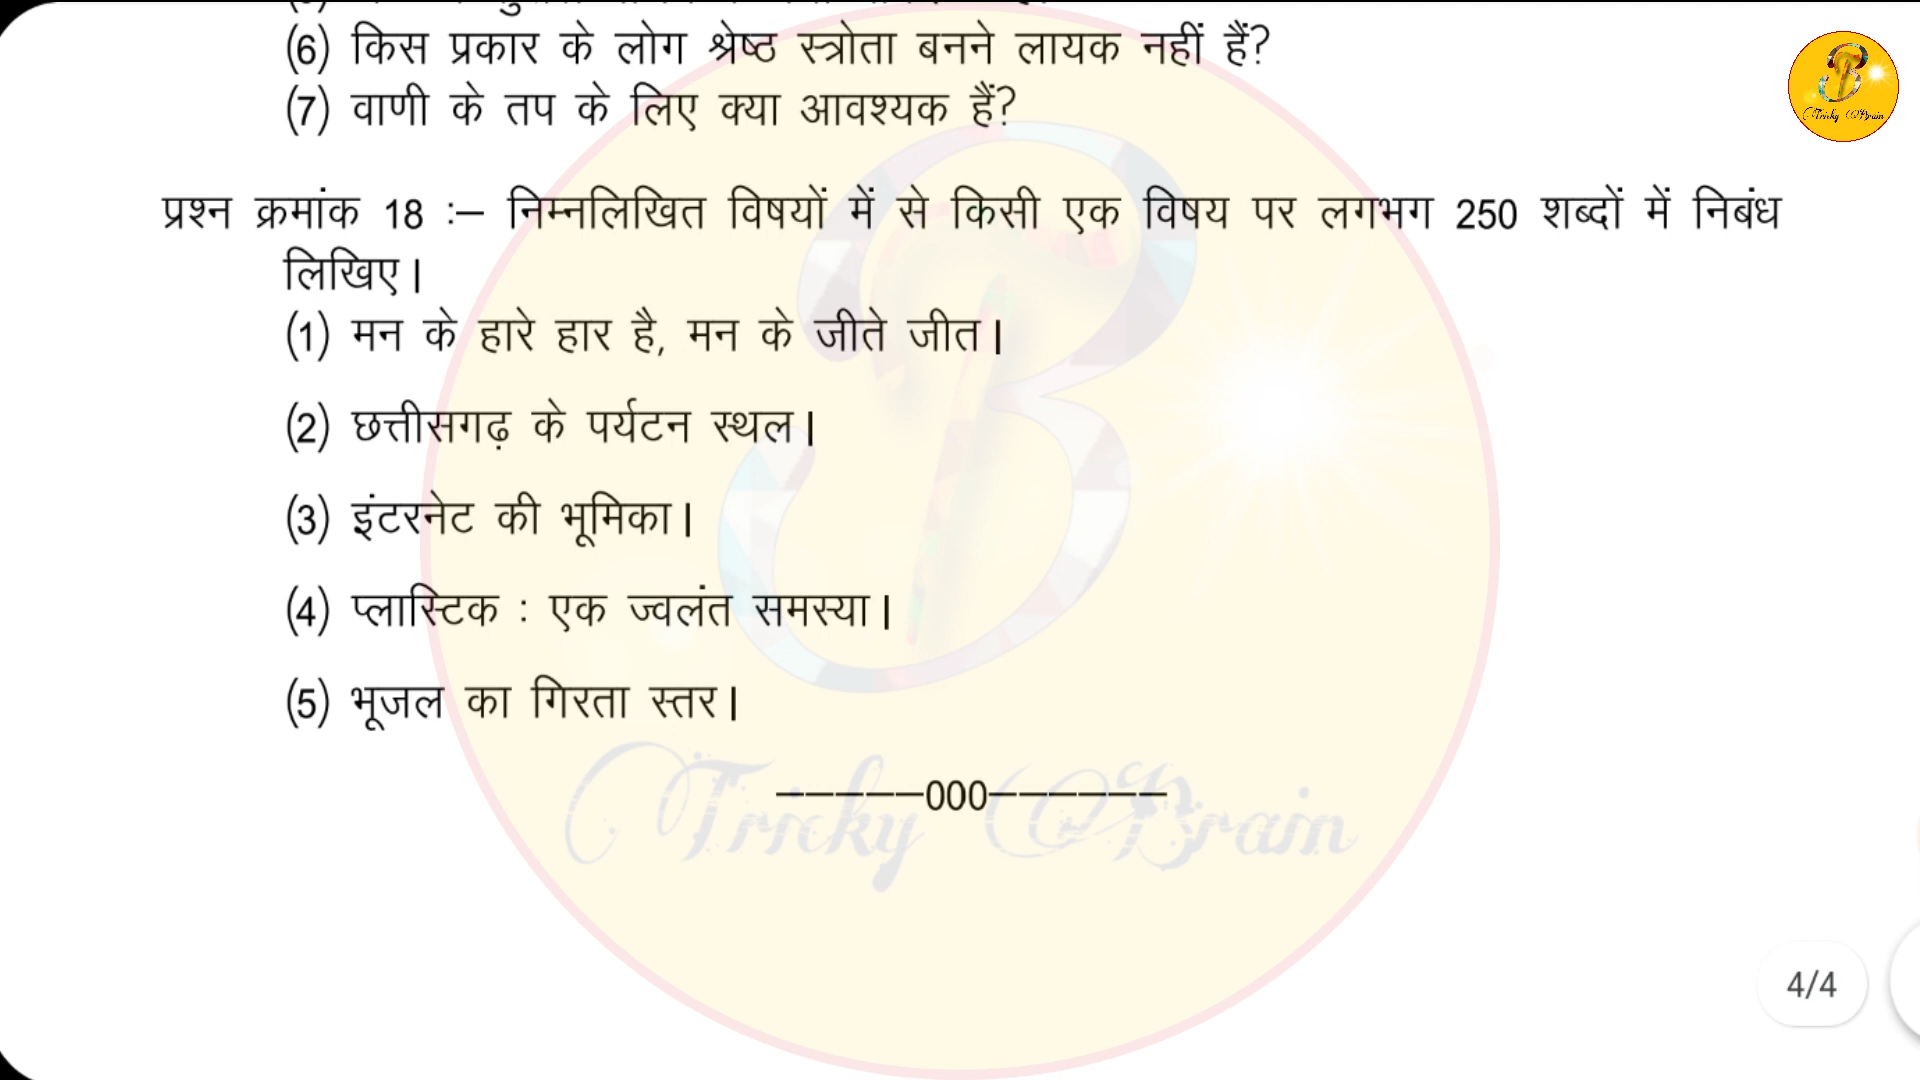 (6) किस प्रकार के लोग श्रेष्ठ स्त्रोता बनने लायक नहीं हैं?
(7) वाणी के तप के लिए क्या आवश्यक हैं?
Tricky Brain
प्रश्न क्रमांक 18 :– निम्नलिखित विषयों में से किसी एक विषय पर लगभग 250 शब्दों में निबंध
लिखिए।
(1) मन के हारे हार है, मन के जीते जीत।
(2) छत्तीसगढ़ के पर्यटन स्थल।
(3) इंटरनेट की भूमिका।
(4) प्लास्टिक : एक ज्वलंत समस्या।
(5) भूजल का गिरता स्तर।
–––––000––––––
Tricky Brain
4/4